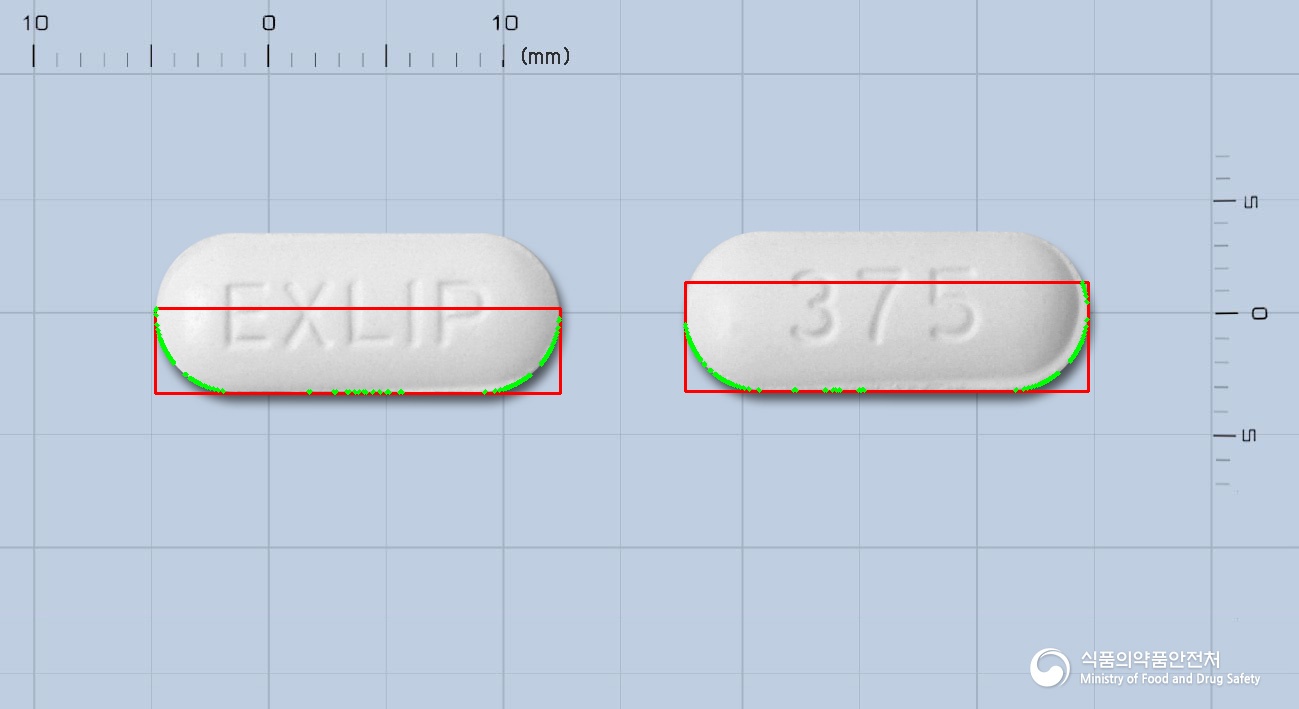 10 0 10
(mm)
EXLIP
375
5
0
5
식품의약품안전처
Ministry of Food and Drug Safety